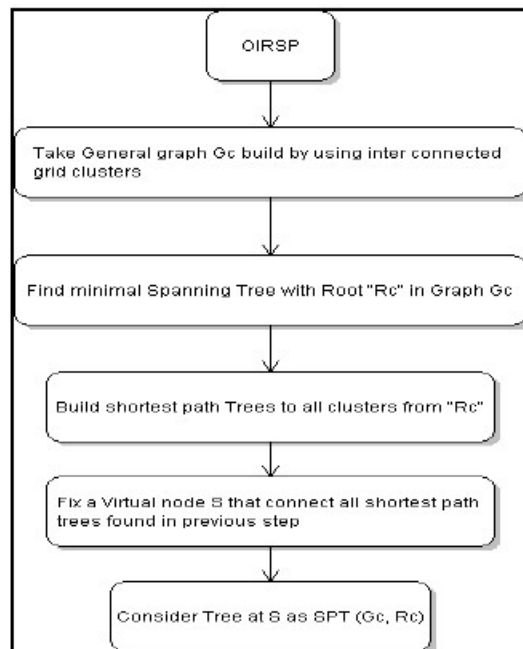 OIRSP
Take General graph Gc build by using inter connected
grid clusters
Find minimal Spanning Tree with Root "Rc" in Graph Gc
Build shortest path Trees to all clusters from "Rc"
Fix a Virtual node S that connect all shortest path
trees found in previous step
Consider Tree at S as SPT (Gc, Rc)